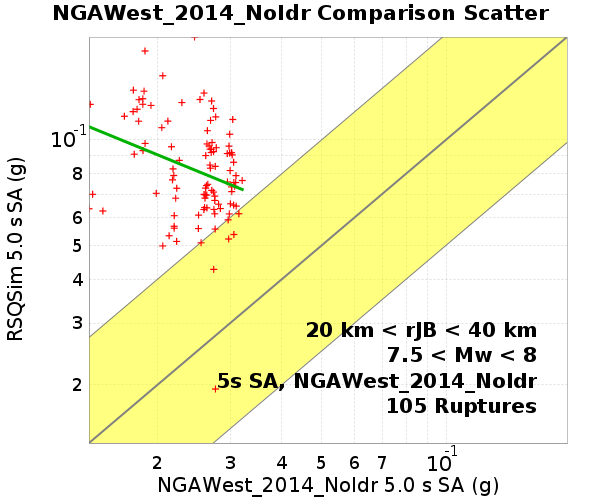 NGAWest_2014_NoIdr Comparison Scatter
RSQSim 5.0 s SA (g)
10^-1
8
6
5
4
3
2
20 km < rJB < 40 km
7.5 < Mw < 8
5s SA, NGAWest_2014_NoIdr
105 Ruptures
2 3 4 5 6 7 8 10^-1
NGAWest_2014_NoIdr 5.0 s SA (g)